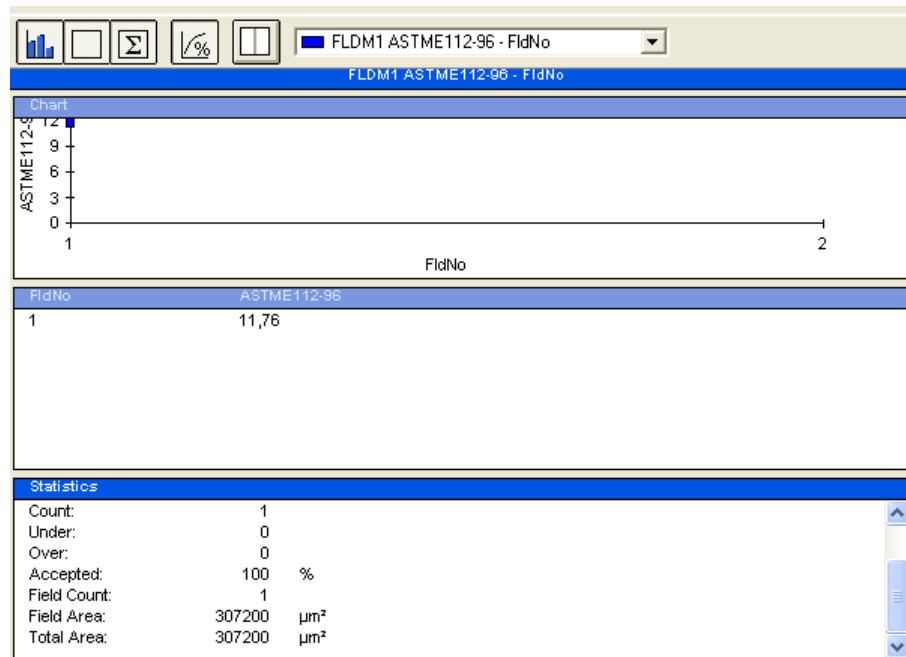 Σ
%
FLDM1 ASTME112-96 - FldNo
FLDM1 ASTME112-96 - FldNo
Chart
ASTME112-9
12
9
6
3
0
1
2
FldNo
FldNo ASTME112-96
1 11,76
Statistics
Count: 1
Under: 0
Over: 0
Accepted: 100 %
Field Count: 1
Field Area: 307200 µm²
Total Area: 307200 µm²